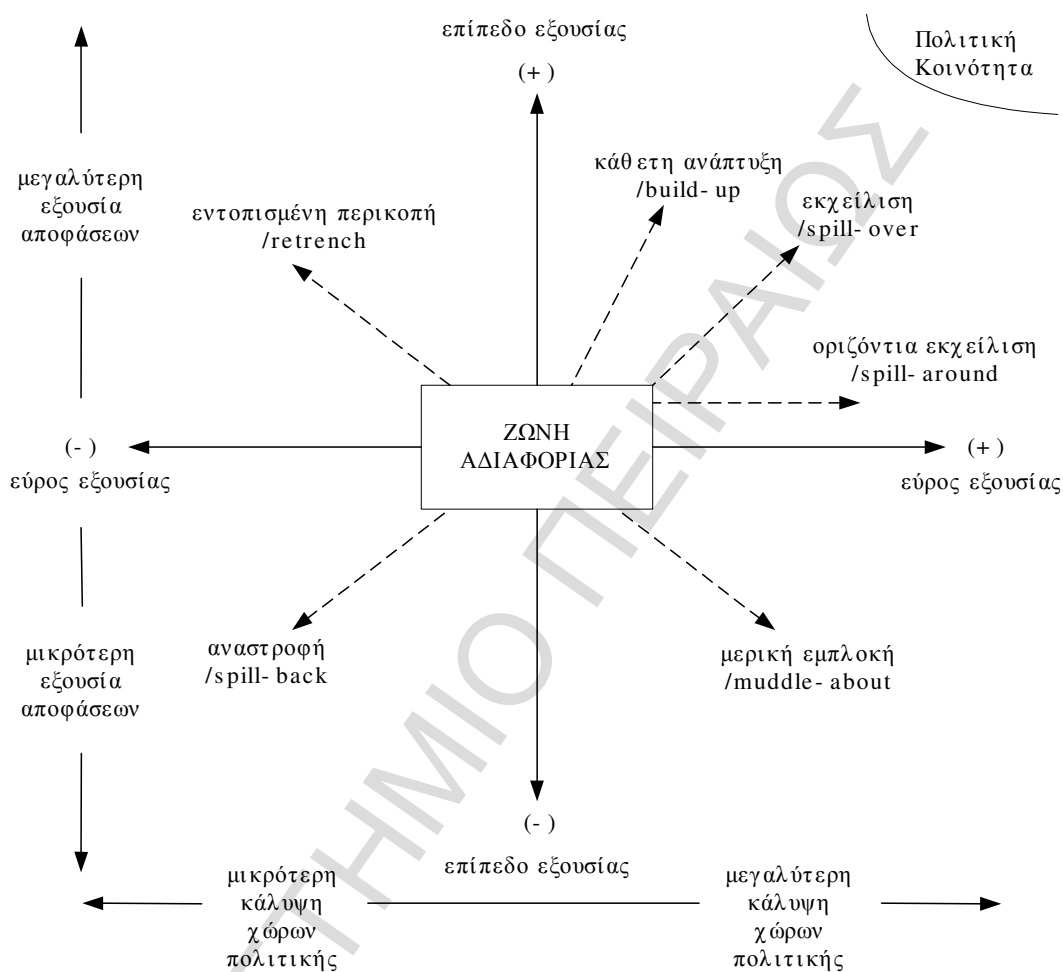 επίπεδο εξουσίας
(+)
Πολιτική
Κοινότητα
μεγαλύτερη
εξουσία
αποφάσεων
εντοπισμένη περικοπή
/retrench
κάθετη ανάπτυξη
/build-up
εκχείλιση
/spill-over
οριζόντια εκχείλιση
/spill-around
(-)
εύρος εξουσίας
ΖΩΝΗ
ΑΔΙΑΦΟΡΙΑΣ
(+)
εύρος εξουσίας
μικρότερη
εξουσία
αποφάσεων
αναστροφή
/spill-back
μερική εμπλοκή
/muddle-about
(-)
επίπεδο εξουσίας
μικρότερη
κάλυψη
χώρων
πολιτικής
μεγαλύτερη
κάλυψη
χώρων
πολιτικής
ΣΤΗΜΙΟ ΠΕΙΡΑΙΩΣ